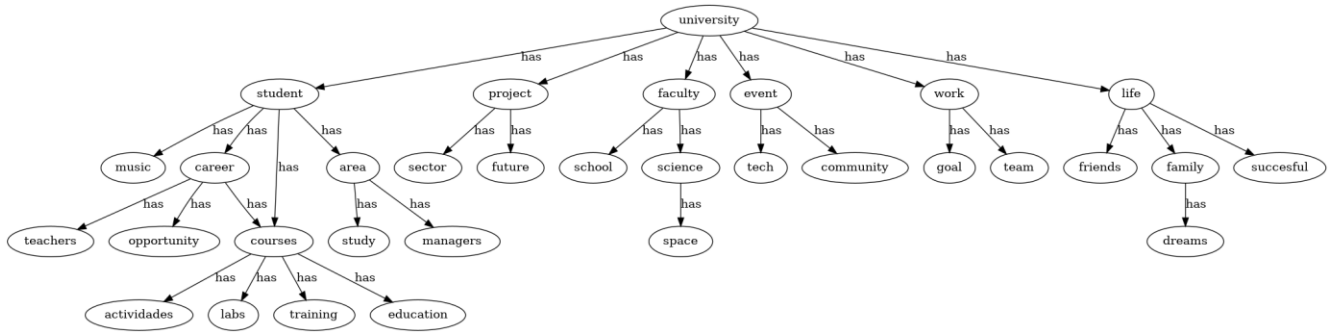 university
has has has has has has
student project faculty event work life
has has has has has has has has has has has has has has
music career area sector future school science tech community goal team friends family succesful
has has has has has has has has
teachers opportunity courses study managers space dreams
has has has has
actividades labs training education